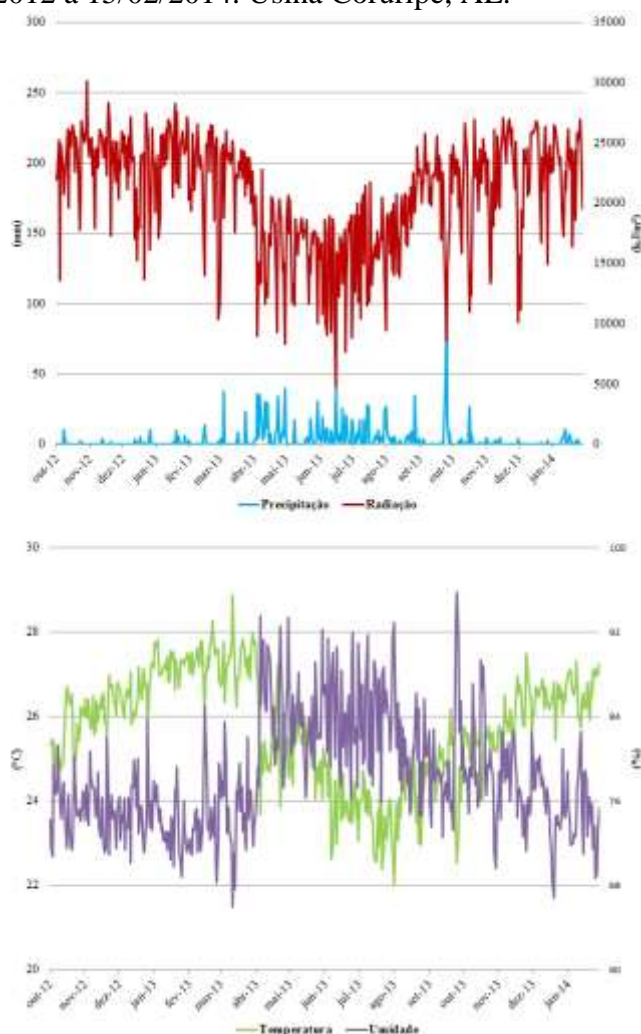 2012 a 15/02/2014. Usina Coruripe, AL.
300 35000
250 30000
25000
200
20000
150
(mm)
15000
100
10000
50
5000
0 0
out-12 nov-12 dez-12 jan-13 fev-13 mar-13 abr-13 mai-13 jun-13 jul-13 ago-13 set-13 out-13 nov-13 dez-13 jan-14
Precipitação Radiação
30 100
28 92
26 84
(°C) (%)
24 76
22 68
20 60
out-12 nov-12 dez-12 jan-13 fev-13 mar-13 abr-13 mai-13 jun-13 jul-13 ago-13 set-13 out-13 nov-13 dez-13 jan-14
Temperatura Umidade